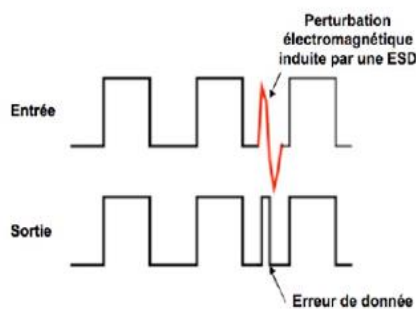 Perturbation
électromagnétique
induite par une ESD
Entrée
Sortie
Erreur de donnée